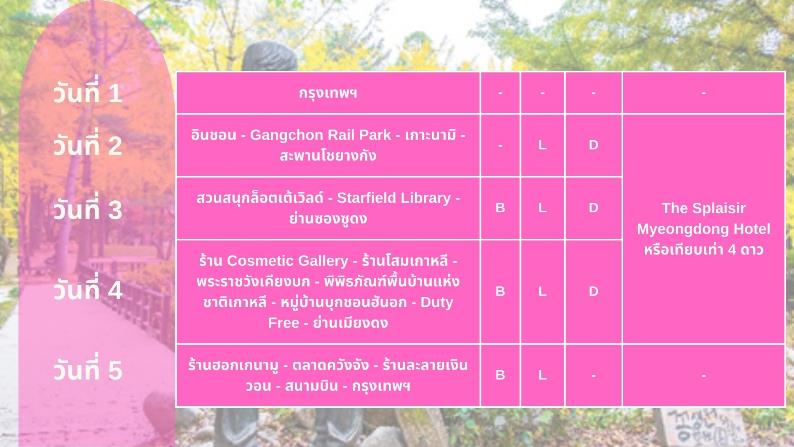 วันที่ 1
กรุงเทพฯ - - - -
วันที่ 2
อินชอน - Gangchon Rail Park - เกาะนามิ -
สะพานโซยางกัง
- L D
วันที่ 3
สวนสนุกล็อตเต้เวิลด์ - Starfield Library -
ย่านซองซูดง
B L D
The Splaisir
Myeongdong Hotel
หรือเทียบเท่า 4 ดาว
วันที่ 4
ร้าน Cosmetic Gallery - ร้านโสมเกาหลี -
พระราชวังเคียงบก - พิพิธภัณฑ์พื้นบ้านแห่ง
ชาติเกาหลี - หมู่บ้านบุกชอนฮันอก - Duty
Free - ย่านเมียงดง
B L D
วันที่ 5
ร้านฮอกเกนามู - ตลาดควังจัง - ร้านละลายเงิน
วอน - สนามบิน - กรุงเทพฯ
B L - -